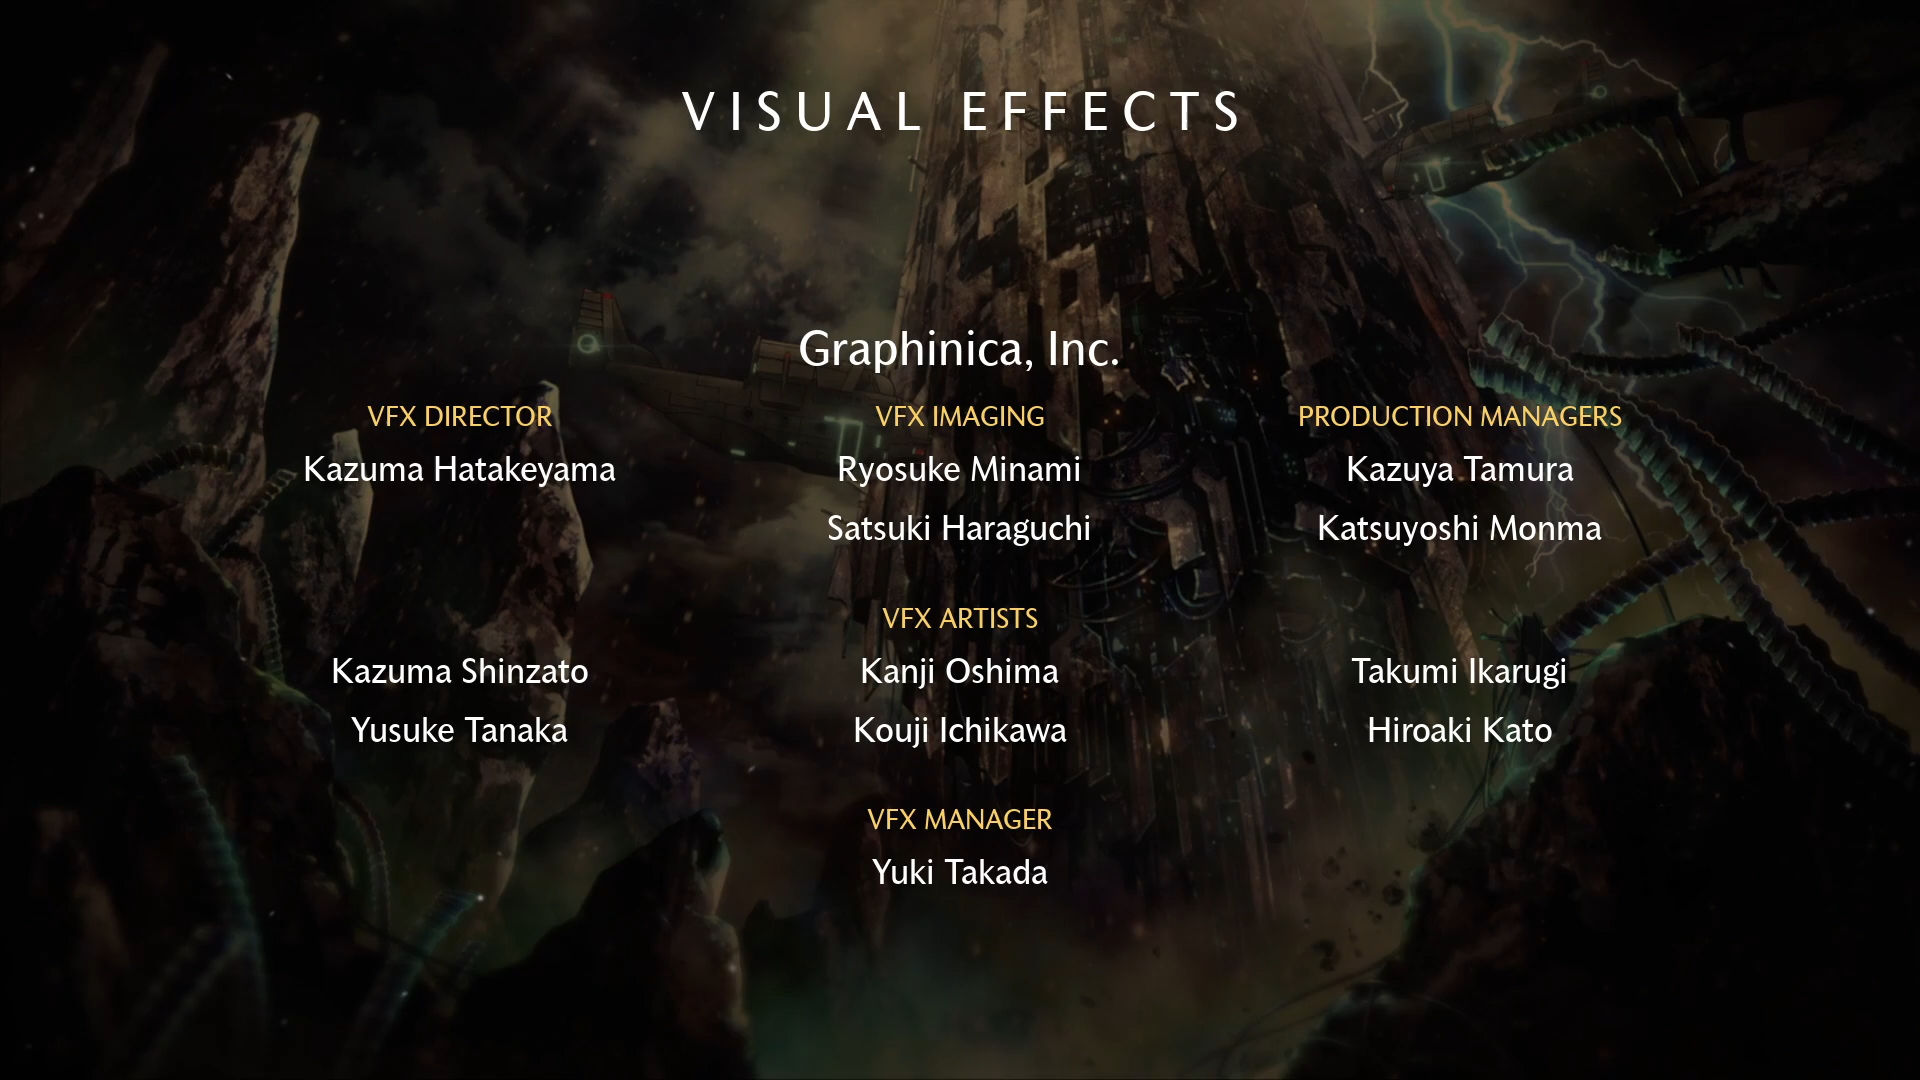 VISUAL EFFECTS
Graphinica, Inc.
VFX DIRECTOR
Kazuma Hatakeyama
VFX IMAGING
Ryosuke Minami
Satsuki Haraguchi
PRODUCTION MANAGERS
Kazuya Tamura
Katsuyoshi Monma
VFX ARTISTS
Kazuma Shinzato
Kanji Oshima
Takumi Ikarugi
Yusuke Tanaka
Kouji Ichikawa
Hiroaki Kato
VFX MANAGER
Yuki Takada